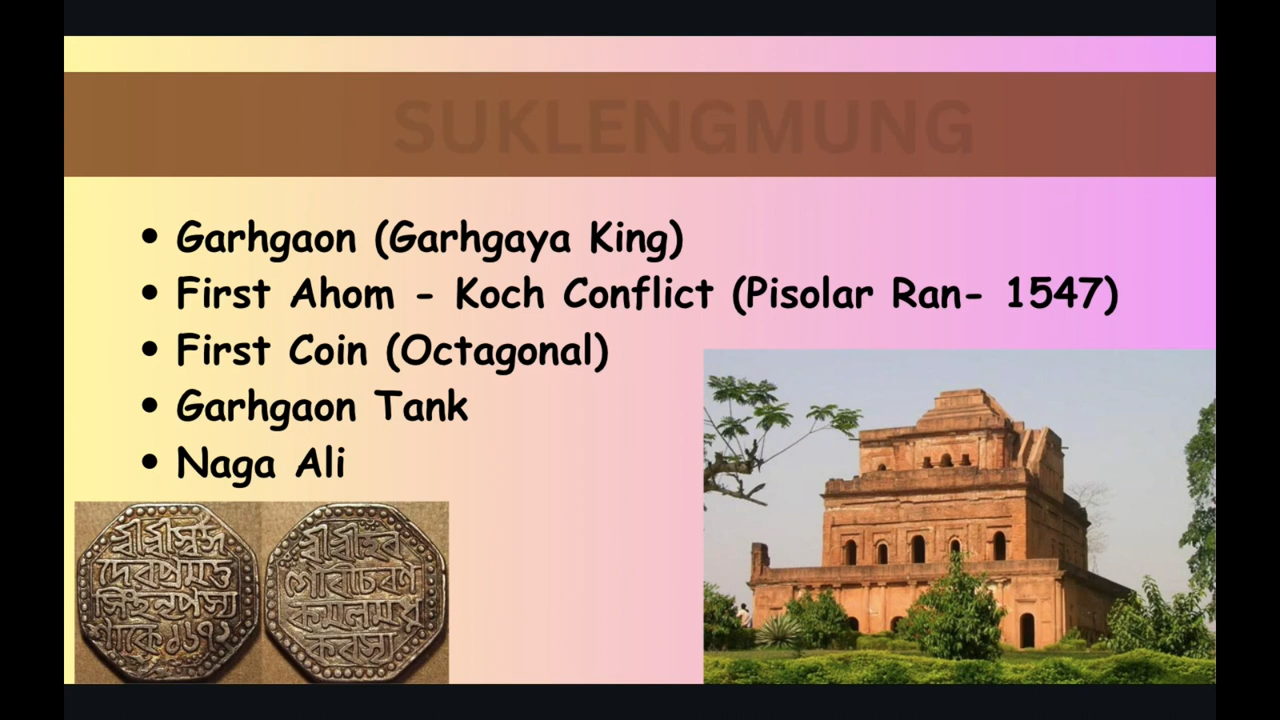 SUKLENGMUNG
• Garhgaon (Garhgaya King)
• First Ahom - Koch Conflict (Pisolar Ran- 1547)
• First Coin (Octagonal)
• Garhgaon Tank
• Naga Ali